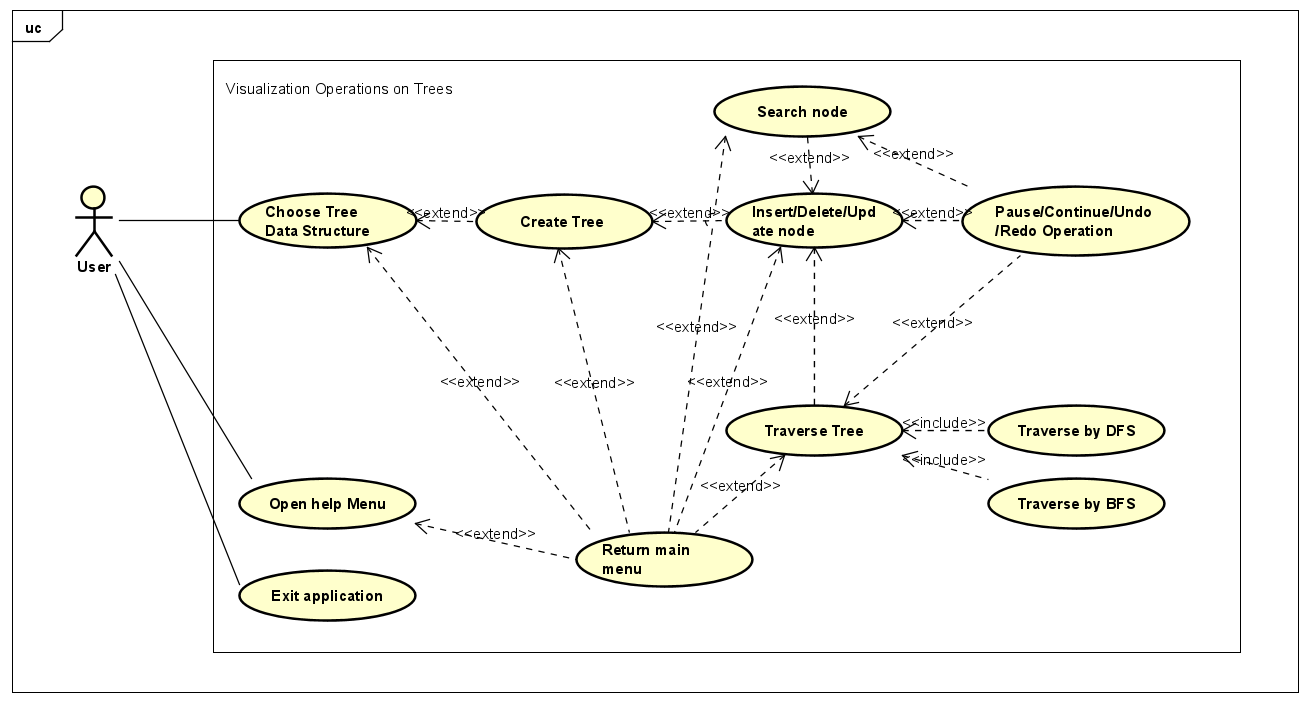 uc
Visualization Operations on Trees
Search node
<<extend>>
<<extend>>
User
Choose Tree
Data Structure
<<extend>>
Create Tree
<<extend>>
Insert/Delete/Upd
ate node
<<extend>>
Pause/Continue/Undo
/Redo Operation
<<extend>>
<<extend>>
<<extend>>
<<extend>>
<<extend>>
<<extend>>
Traverse Tree
<<include>>
Traverse by DFS
<<include>>
Traverse by BFS
<<extend>>
Open help Menu
<<extend>>
Return main
menu
Exit application